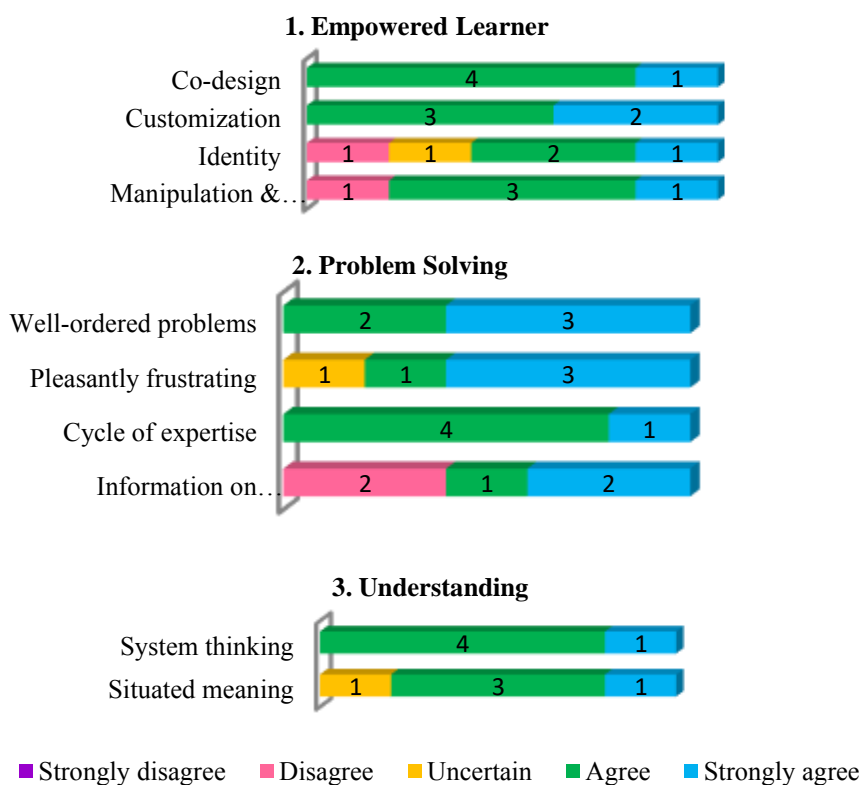 1. Empowered Learner
Co-design 4 1
Customization 3 2
Identity 1 1 2 1
Manipulation &… 1 3 1
2. Problem Solving
Well-ordered problems 2 3
Pleasantly frustrating 1 1 3
Cycle of expertise 4 1
Information on… 2 1 2
3. Understanding
System thinking 4 1
Situated meaning 1 3 1
Strongly disagree Disagree Uncertain Agree Strongly agree